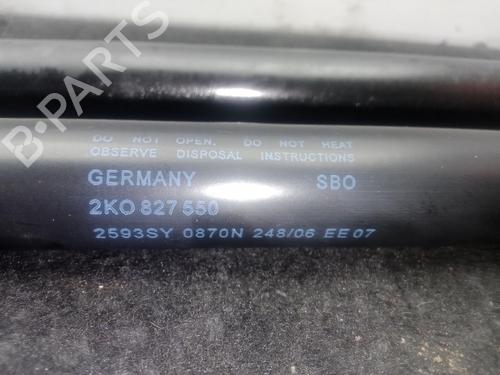 B-PARTS
DO NOT OPEN. DO NOT HEAT
OBSERVE DISPOSAL INSTRUCTIONS
GERMANY SBO
2K0 827 550
2593SY 0870N 248/06 EE 07